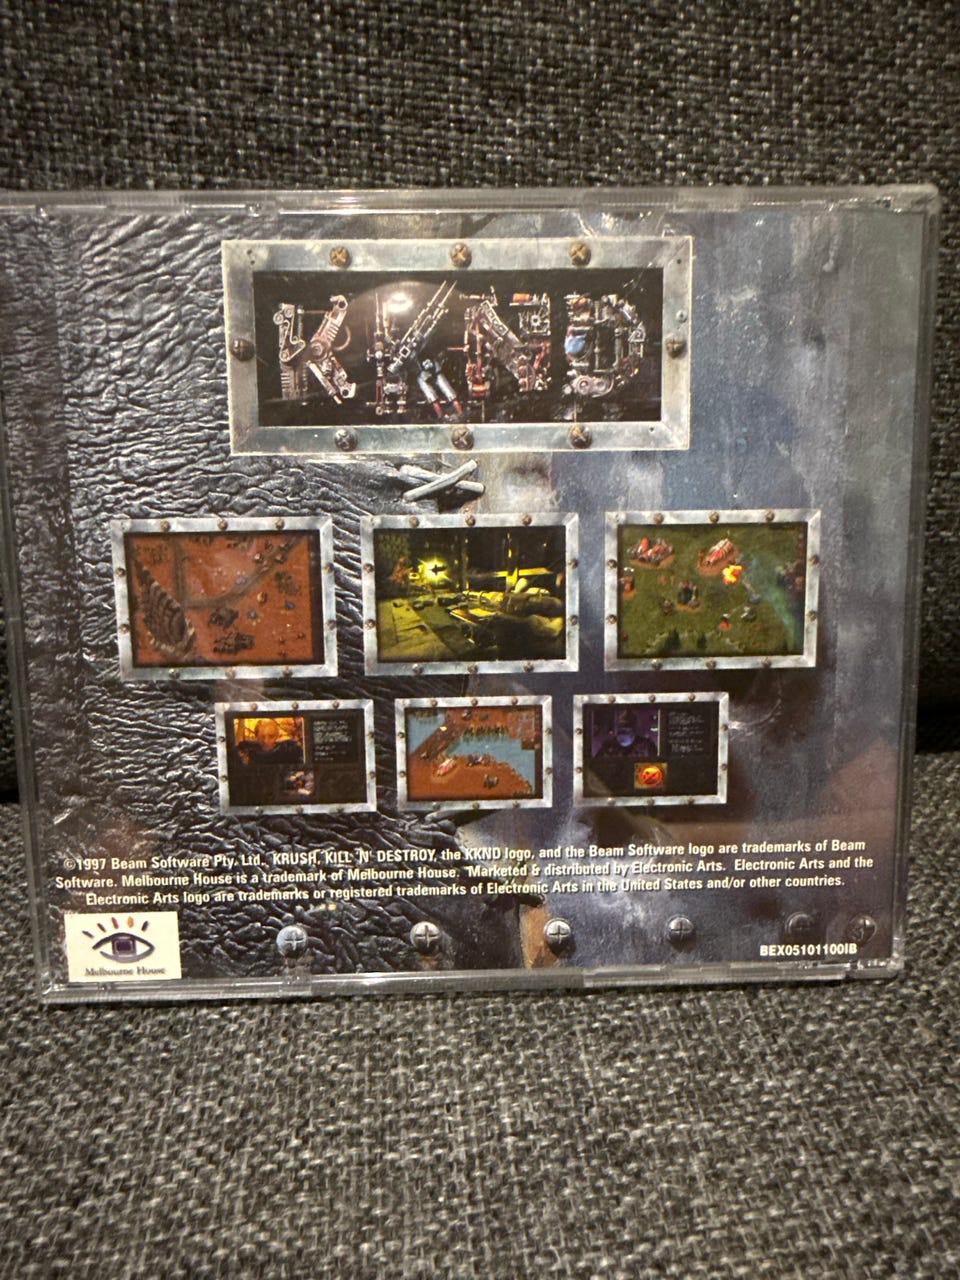 KKND
©1997 Beam Software Pty. Ltd., KRUSH, KILL 'N' DESTROY, the KKND logo, and the Beam Software logo are trademarks of Beam
Software. Melbourne House is a trademark of Melbourne House. Marketed & distributed by Electronic Arts. Electronic Arts and the
Electronic Arts logo are trademarks or registered trademarks of Electronic Arts in the United States and/or other countries.
Melbourne House
BEX05101100IB